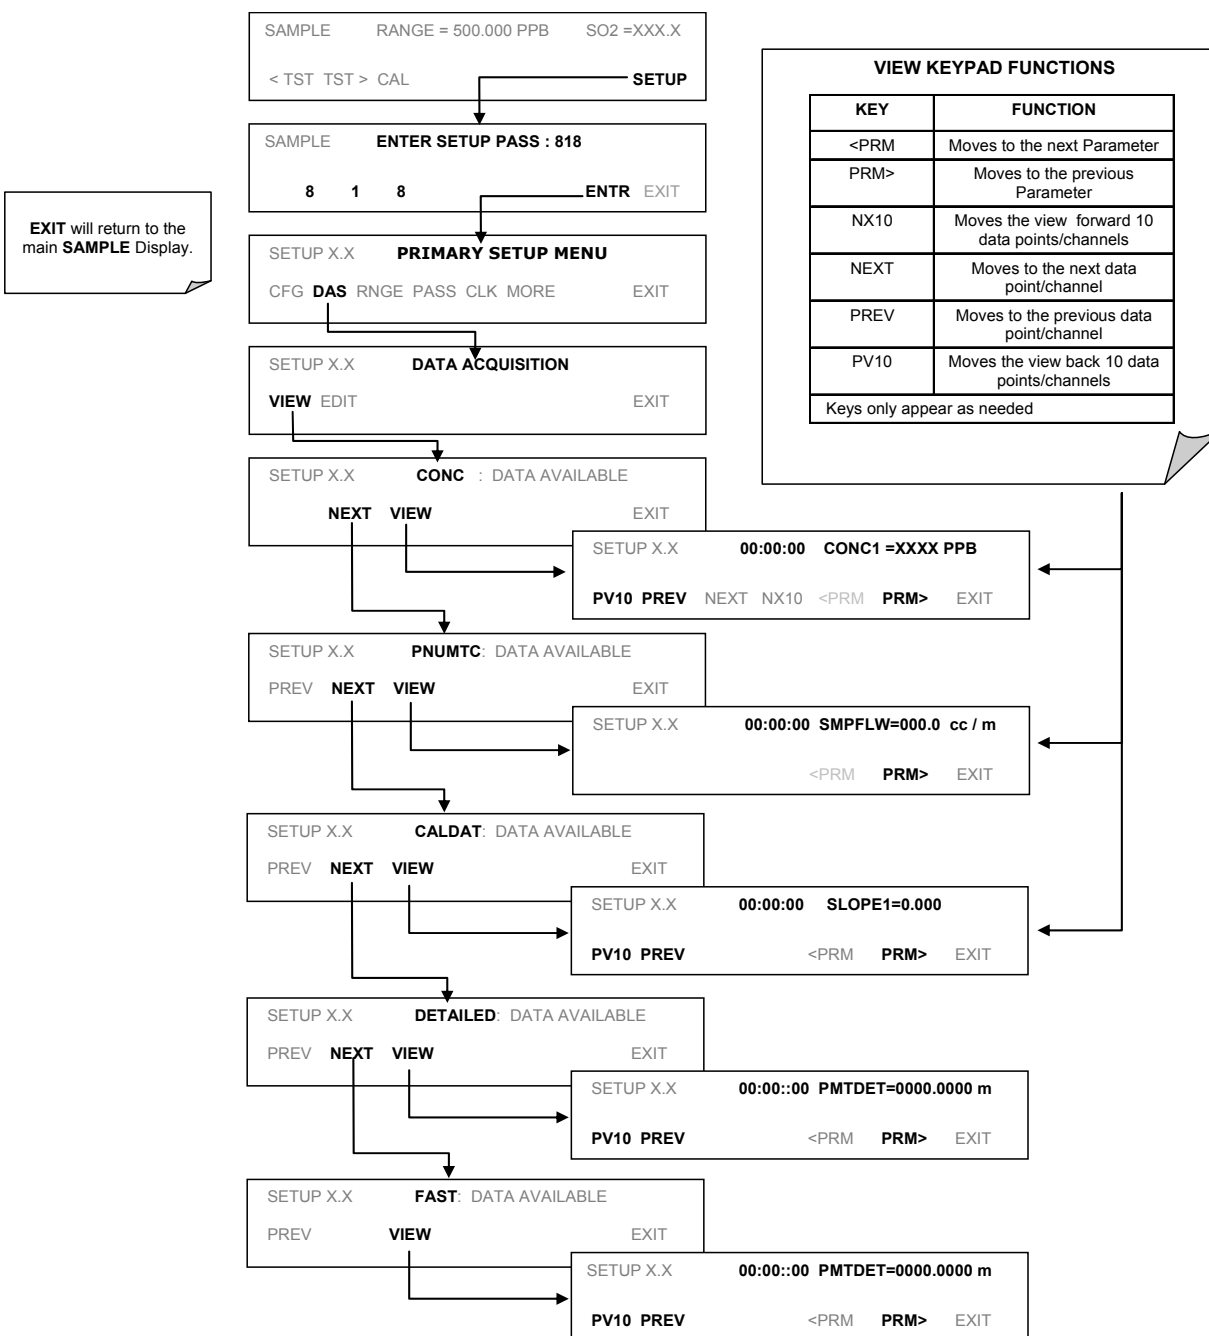 SAMPLE RANGE = 500.000 PPB SO2 =XXX.X
< TST TST > CAL SETUP
SAMPLE ENTER SETUP PASS : 818
8 1 8 ENTR EXIT
EXIT will return to the
main SAMPLE Display.
SETUP X.X PRIMARY SETUP MENU
CFG DAS RNGE PASS CLK MORE EXIT
SETUP X.X DATA ACQUISITION
VIEW EDIT EXIT
VIEW KEYPAD FUNCTIONS
KEY FUNCTION
<PRM Moves to the next Parameter
PRM> Moves to the previous
Parameter
NX10 Moves the view forward 10
data points/channels
NEXT Moves to the next data
point/channel
PREV Moves to the previous data
point/channel
PV10 Moves the view back 10 data
points/channels
Keys only appear as needed
SETUP X.X CONC : DATA AVAILABLE
NEXT VIEW EXIT
SETUP X.X 00:00:00 CONC1 =XXXX PPB
PV10 PREV NEXT NX10 <PRM PRM> EXIT
SETUP X.X PNUMTC: DATA AVAILABLE
PREV NEXT VIEW EXIT
SETUP X.X 00:00:00 SMPFLW=000.0 cc / m
<PRM PRM> EXIT
SETUP X.X CALDAT: DATA AVAILABLE
PREV NEXT VIEW EXIT
SETUP X.X 00:00:00 SLOPE1=0.000
PV10 PREV <PRM PRM> EXIT
SETUP X.X DETAILED: DATA AVAILABLE
PREV NEXT VIEW EXIT
SETUP X.X 00:00::00 PMTDET=0000.0000 m
PV10 PREV <PRM PRM> EXIT
SETUP X.X FAST: DATA AVAILABLE
PREV VIEW EXIT
SETUP X.X 00:00::00 PMTDET=0000.0000 m
PV10 PREV <PRM PRM> EXIT